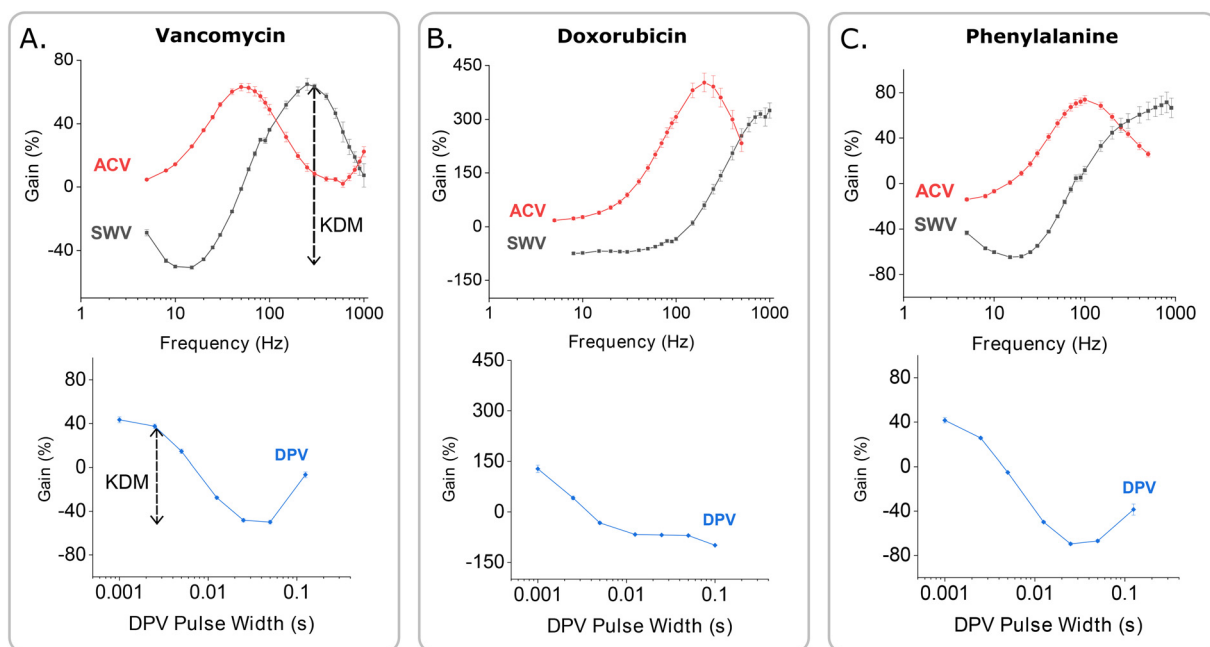 A.
Vancomycin
Gain (%)
80
40
0
-40
ACV
SWV
KDM
1
10
100
1000
Frequency (Hz)
Gain (%)
80
40
0
-40
-80
KDM
DPV
0.001
0.01
0.1
DPV Pulse Width (s)
B.
Doxorubicin
Gain (%)
450
300
150
0
-150
ACV
SWV
1
10
100
1000
Frequency (Hz)
Gain (%)
450
300
150
0
-150
DPV
0.001
0.01
0.1
DPV Pulse Width (s)
C.
Phenylalanine
Gain (%)
80
40
0
-40
-80
ACV
SWV
1
10
100
1000
Frequency (Hz)
Gain (%)
80
40
0
-40
-80
DPV
0.001
0.01
0.1
DPV Pulse Width (s)